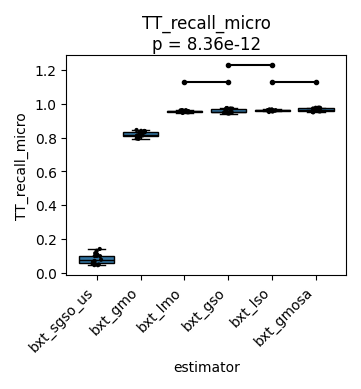 TT_recall_micro
p = 8.36e-12
TT_recall_micro
1.2
1.0
0.8
0.6
0.4
0.2
0.0
bxt_sgso_us
bxt_gmo
bxt_lmo
bxt_gso
bxt_lso
bxt_gmosa
estimator